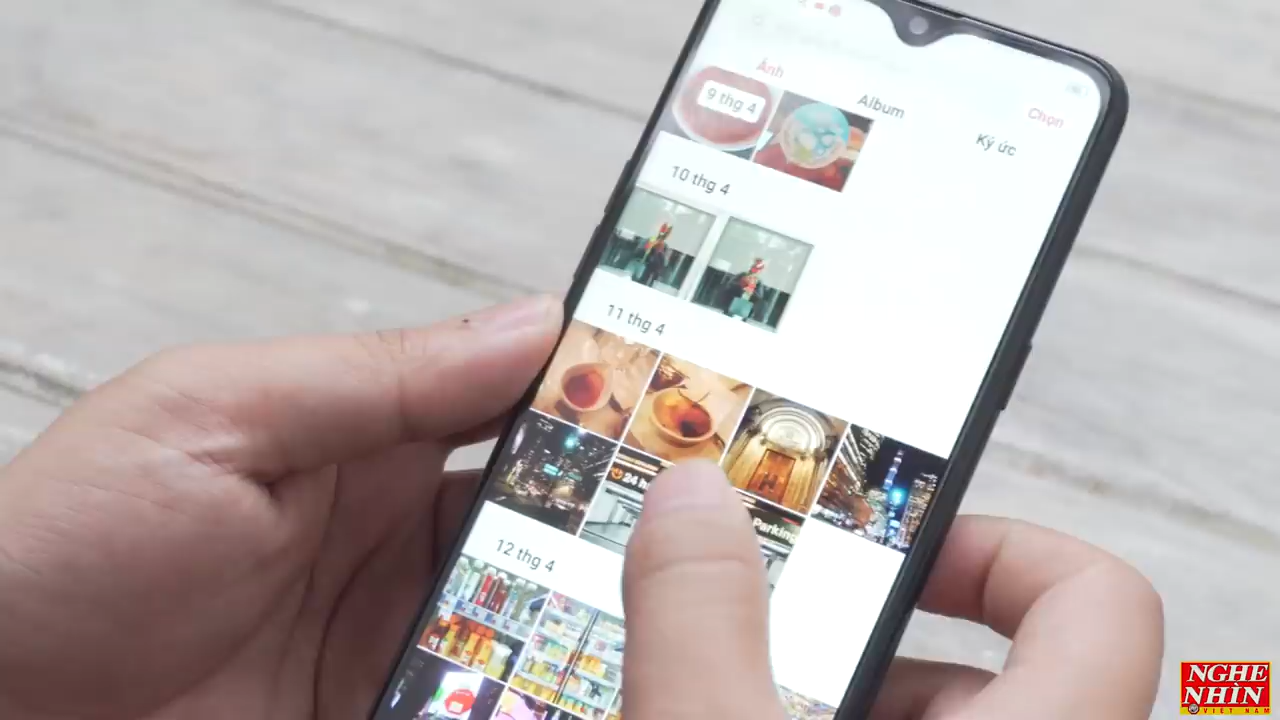 Ảnh
Album
Ký ức
Chọn
9 thg 4
10 thg 4
11 thg 4
24
Parking
12 thg 4
NGHE
NHÌN
VIỆT NAM